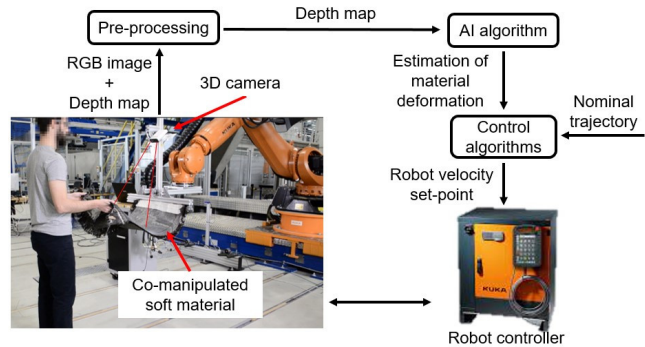 Depth map
Pre-processing
AI algorithm
RGB image
+
Depth map
3D camera
Estimation of
material
deformation
Nominal
trajectory
Control
algorithms
Robot velocity
set-point
KUKA
Co-manipulated
soft material
KUKA
Robot controller